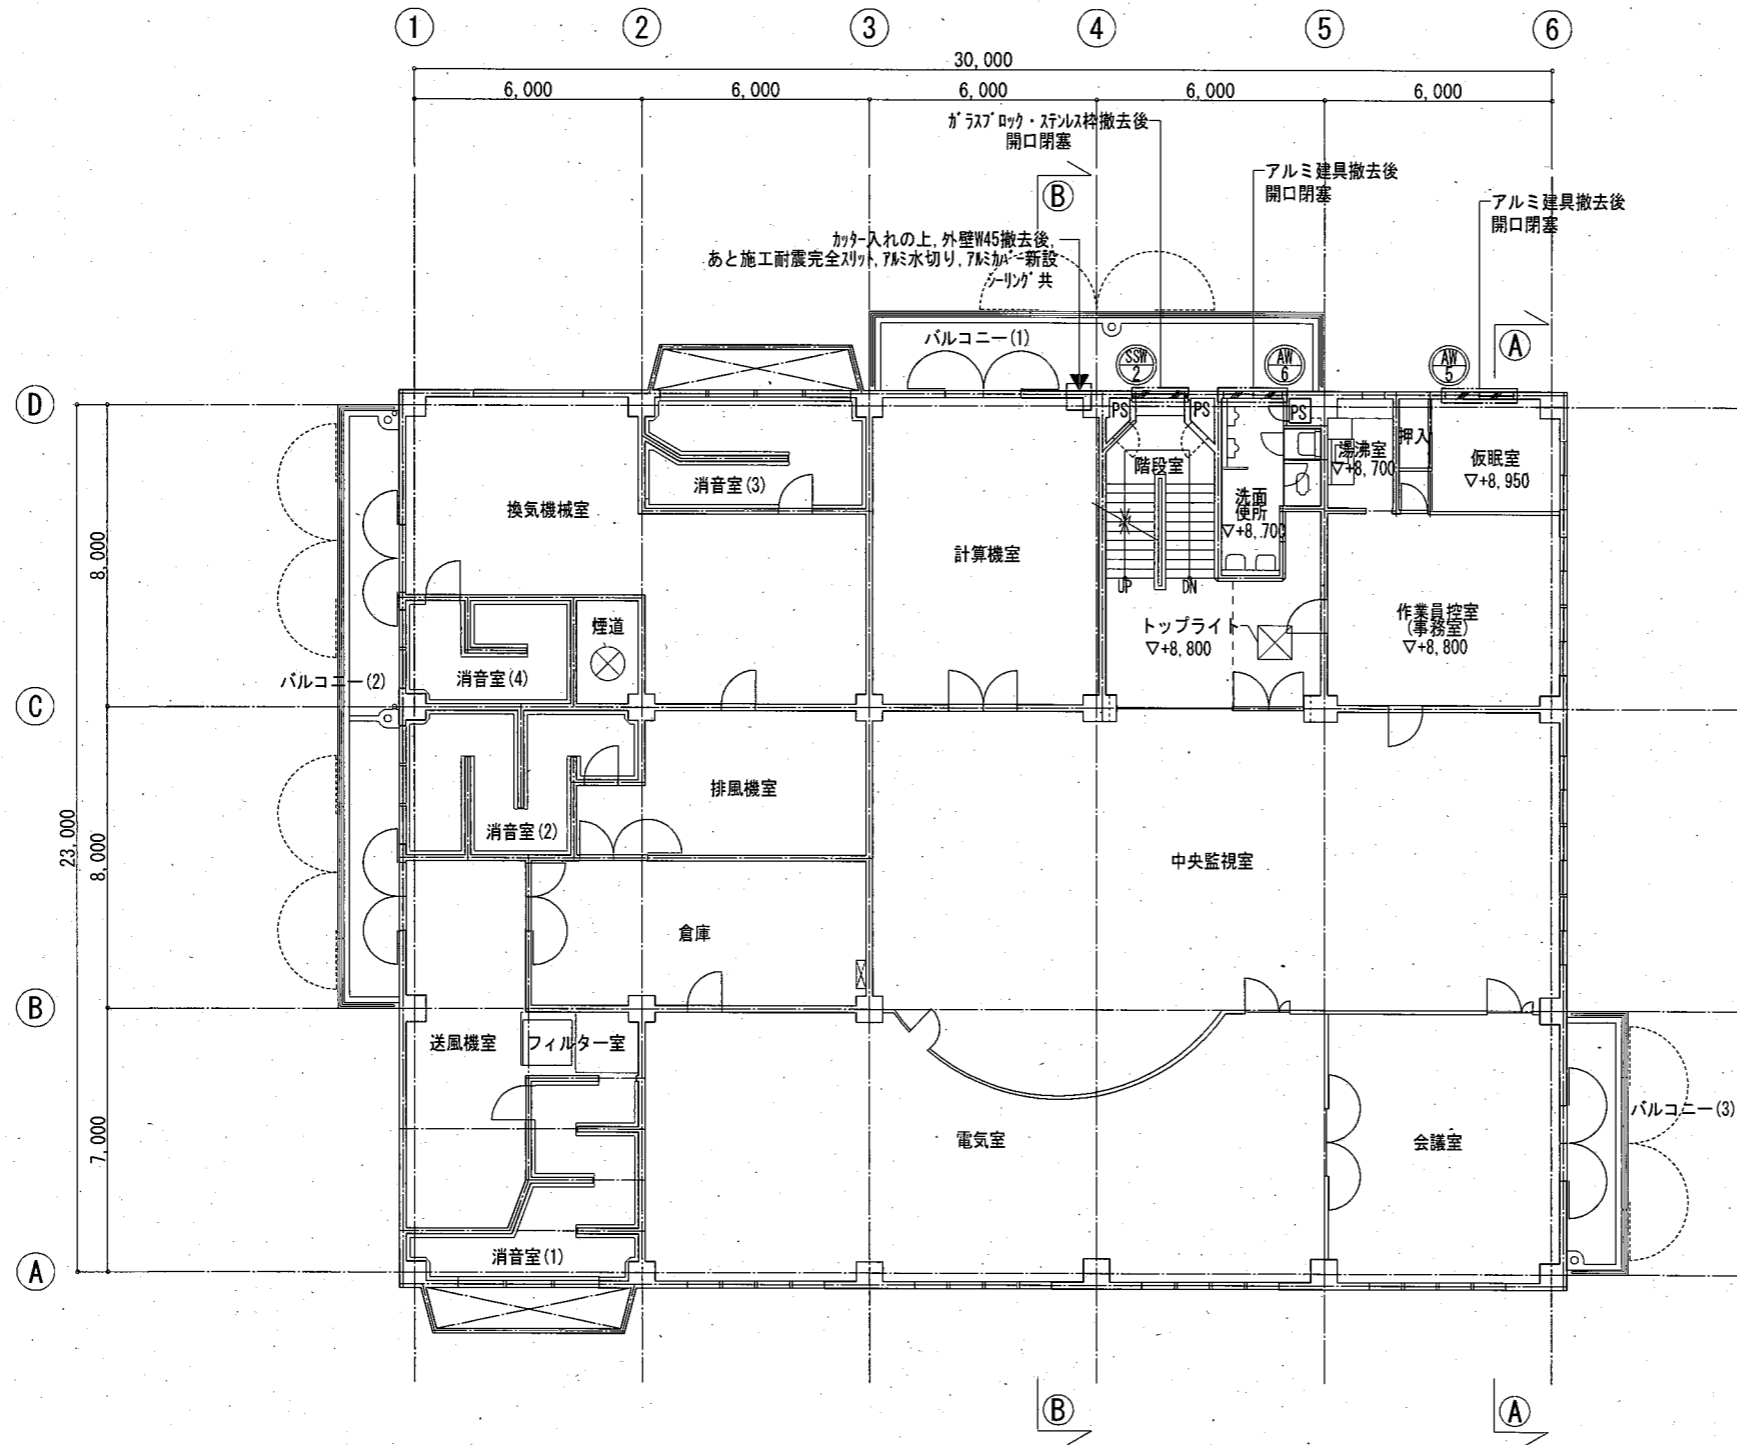 ① ② ③ ④ ⑤ ⑥
30,000
6,000 6,000 6,000 6,000 6,000
ガラスブロック・ステンレス枠撤去後
開口閉塞
アルミ建具撤去後
開口閉塞
アルミ建具撤去後
開口閉塞
B
カッター入れの上,外壁W45撤去後,
あと施工耐震完全スリット,アルミ水切り,アルミカバー新設
シーリング共
A
バルコニー(1)
SSW
2
AW
6
AW
5
D
PS
PS
PS
押入
湯沸室
▽+8,700
仮眠室
▽+8,950
階段室
消音室(3)
換気機械室
洗面
便所
▽+8,700
計算機室
8,000
UP
DN
煙道
トップライト
▽+8,800
作業員控室
(事務室)
▽+8,800
消音室(4)
バルコニー(2)
C
排風機室
消音室(2)
23,000
8,000
中央監視室
倉庫
B
送風機室
フィルター室
バルコニー(3)
7,000
電気室
会議室
消音室(1)
A
B
A